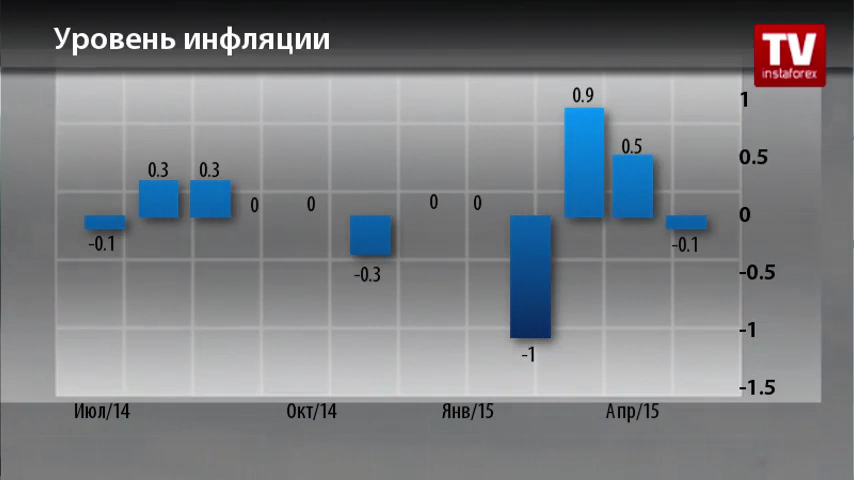 Уровень инфляции
TV
instaforex
0.9
1
0.5
0.5
0.3
0.3
0
0
0
0
0
-0.1
-0.1
-0.3
-0.5
-1
-1
-1.5
Июл/14
Окт/14
Янв/15
Апр/15